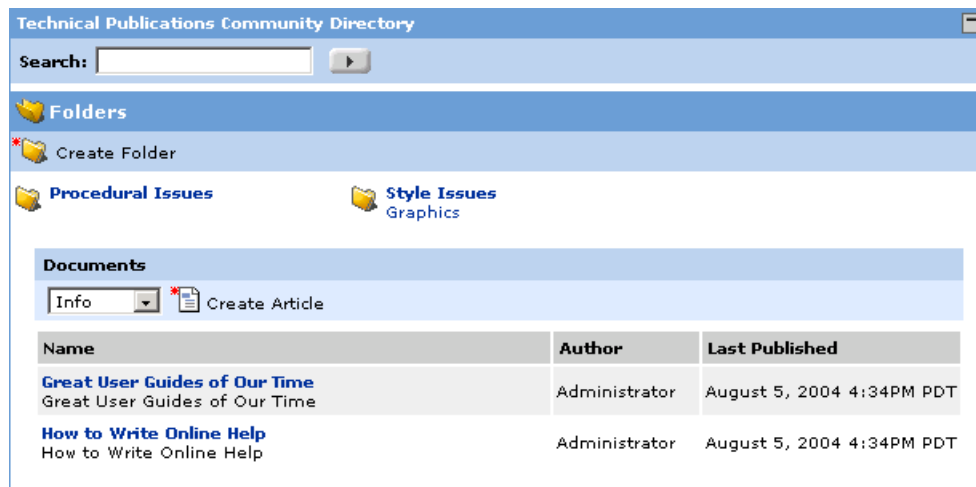 Technical Publications Community Directory
Search:
Folders
Create Folder
Procedural Issues Style Issues
Graphics
Documents
Info Create Article
Name Author Last Published
Great User Guides of Our Time
Great User Guides of Our Time Administrator August 5, 2004 4:34PM PDT
How to Write Online Help
How to Write Online Help Administrator August 5, 2004 4:34PM PDT